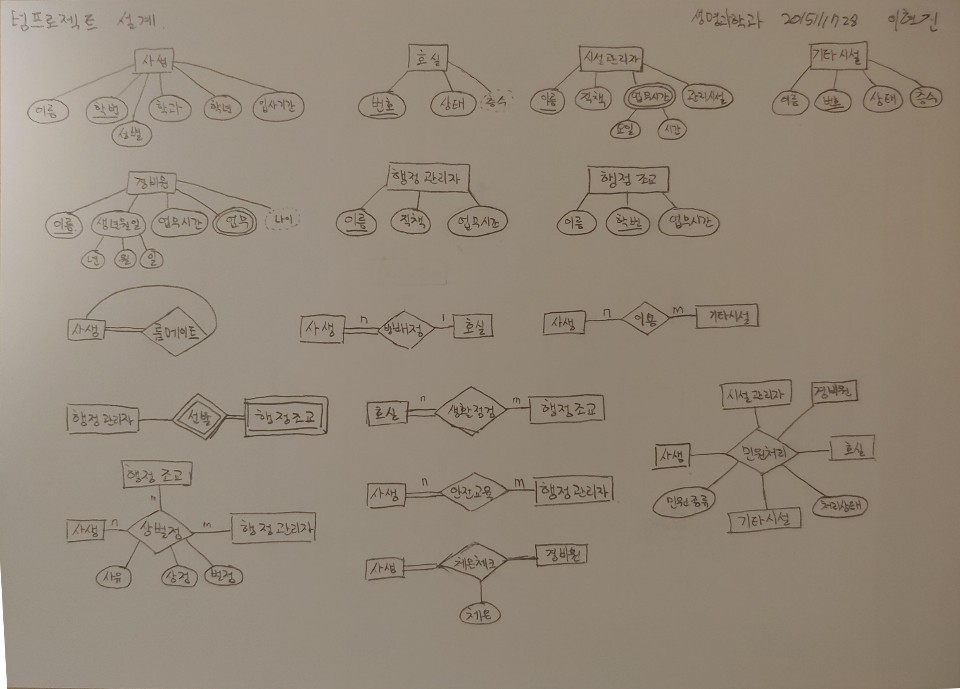 텀프로젝트 설계.
생명과학과 2015111728 이현진
사생 호실 시설관리자 기타시설
이름 학번 학과 학년 입사기간
성별
번호 상태 층수
이름 직책 업무시간 관리시설
요일 시간
이름 번호 상태 층수
경비원 행정관리자 행정조교
이름 생년월일 업무시간 업무 나이
년 월 일
이름 직책 업무시간
이름 학번 업무시간
사생 룸메이트
사생 n 방배정 1 호실
사생 n 이용 m 기타시설
행정관리자 선발 행정조교
호실 n 생활점검 m 행정조교
시설관리자 경비원
사생 민원처리 호실
민원종류 기타시설 처리상태
행정조교
n
사생 n 상벌점 m 행정관리자
사유 상점 벌점
사생 n 안전교육 m 행정관리자
사생 체온체크 경비원
체온